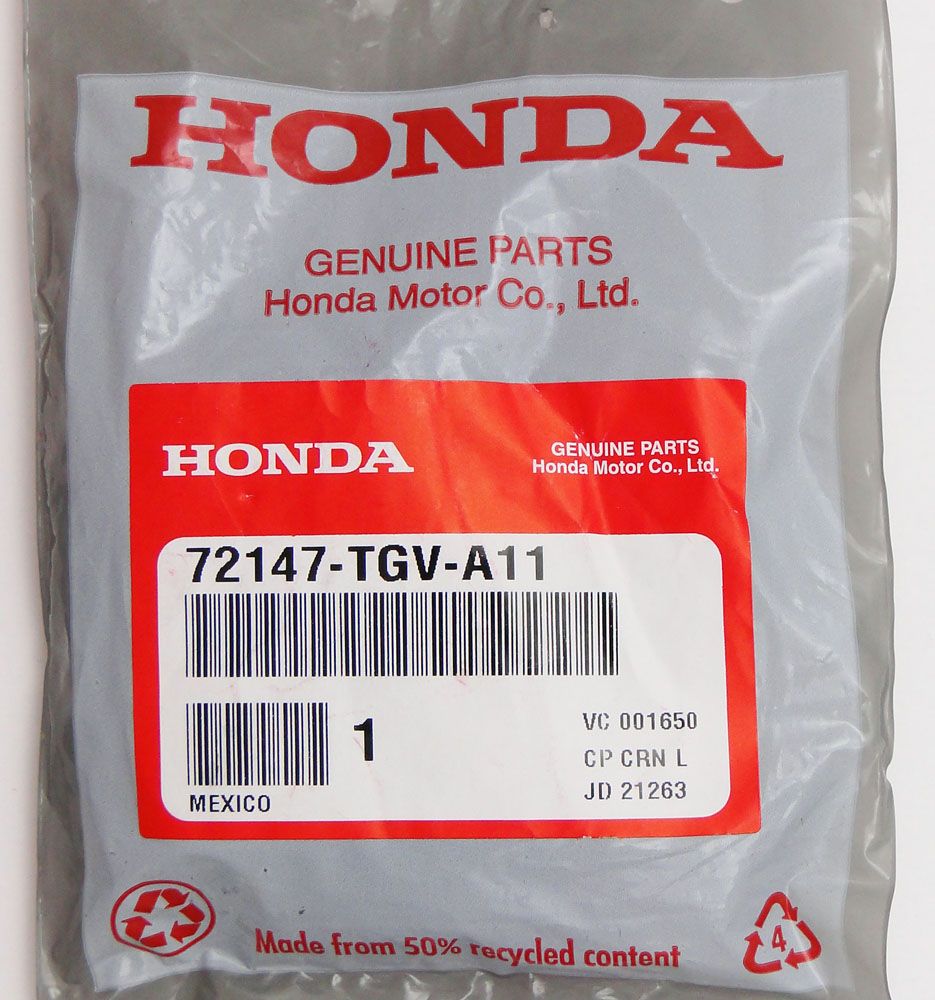 HONDA
GENUINE PARTS
Honda Motor Co., Ltd.
HONDA
GENUINE PARTS
Honda Motor Co., Ltd.
72147-TGV-A11
1
VC 001650
CP CRN L
JD 21263
MEXICO
Made from 50% recycled content
4